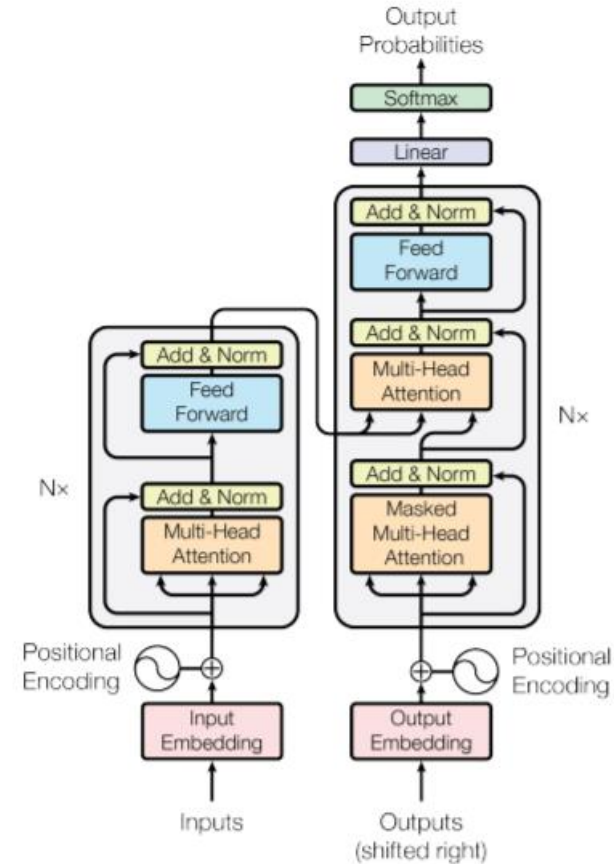 Output
Probabilities
Softmax
Linear
Add & Norm
Feed
Forward
Add & Norm
Multi-Head
Attention
Add & Norm
Masked
Multi-Head
Attention
Nx
Add & Norm
Feed
Forward
Add & Norm
Multi-Head
Attention
Nx
Positional
Encoding
Positional
Encoding
Input
Embedding
Output
Embedding
Inputs
Outputs
(shifted right)